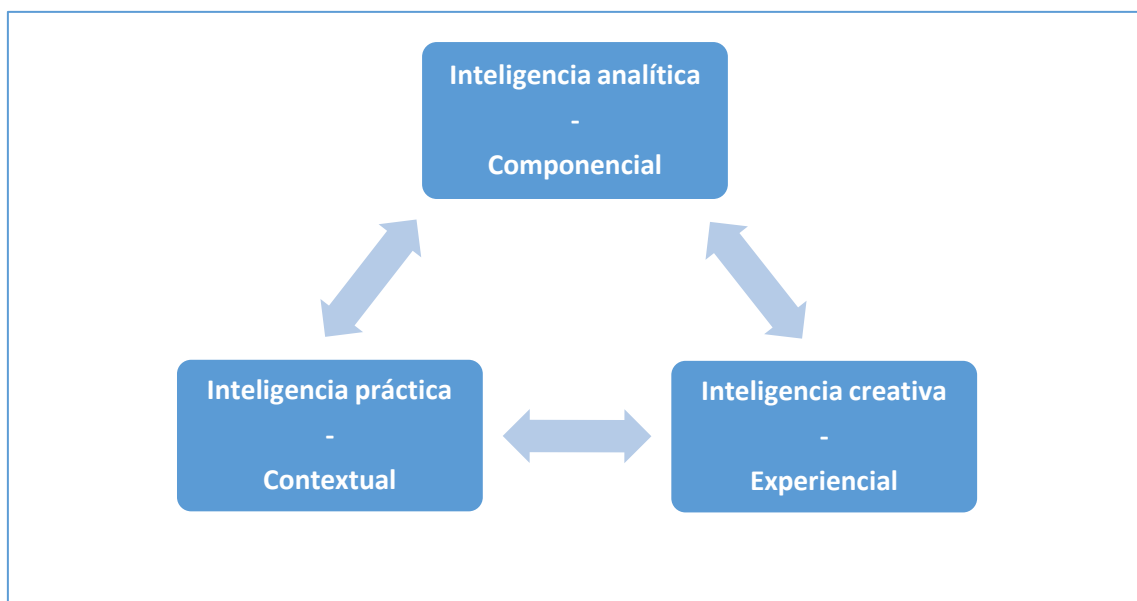 Inteligencia analítica
-
Componencial
Inteligencia práctica
-
Contextual
Inteligencia creativa
-
Experiencial